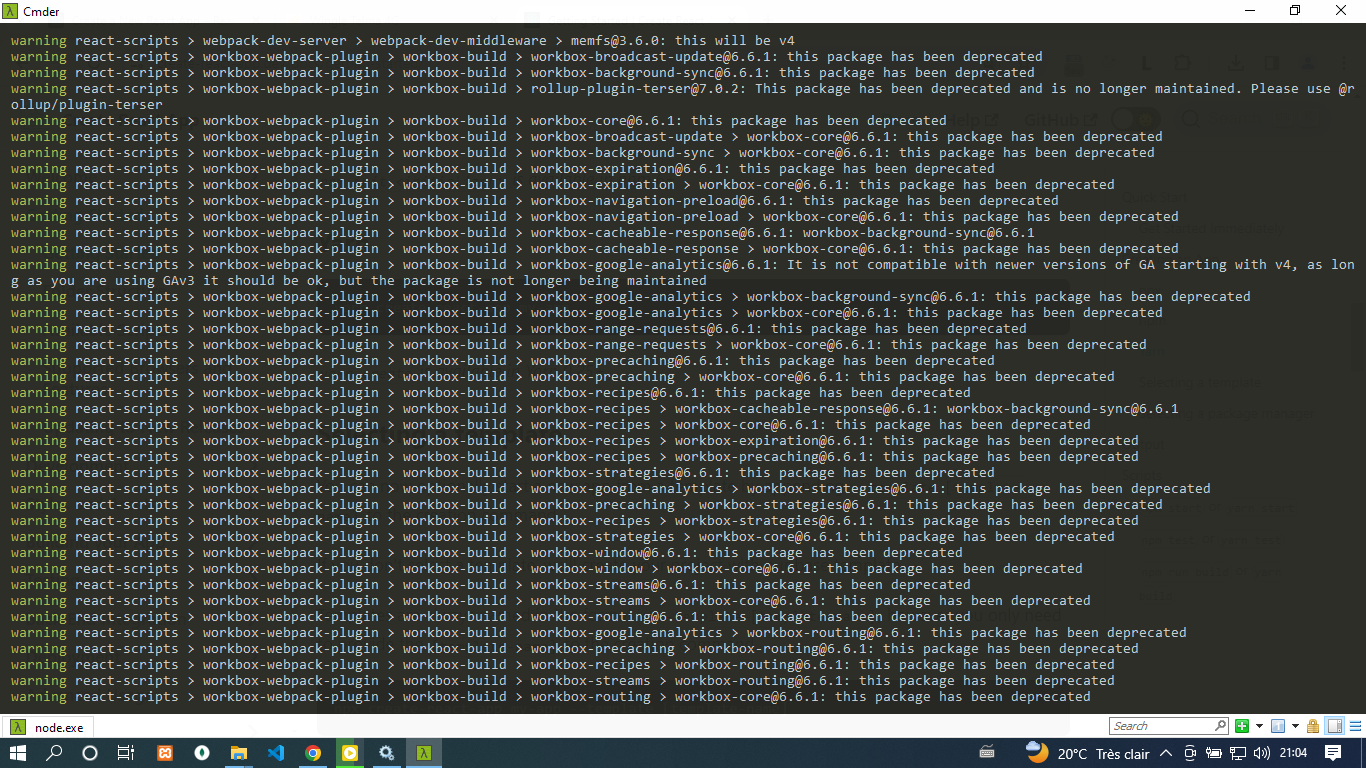 Cmder
warning react-scripts > webpack-dev-server > webpack-dev-middleware > memfs@3.6.0: this will be v4
warning react-scripts > workbox-webpack-plugin > workbox-build > workbox-broadcast-update@6.6.1: this package has been deprecated
warning react-scripts > workbox-webpack-plugin > workbox-build > workbox-background-sync@6.6.1: this package has been deprecated
warning react-scripts > workbox-webpack-plugin > workbox-build > rollup-plugin-terser@7.0.2: This package has been deprecated and is no longer maintained. Please use @r
ollup/plugin-terser
warning react-scripts > workbox-webpack-plugin > workbox-build > workbox-core@6.6.1: this package has been deprecated
warning react-scripts > workbox-webpack-plugin > workbox-build > workbox-broadcast-update > workbox-core@6.6.1: this package has been deprecated
warning react-scripts > workbox-webpack-plugin > workbox-build > workbox-background-sync > workbox-core@6.6.1: this package has been deprecated
warning react-scripts > workbox-webpack-plugin > workbox-build > workbox-expiration@6.6.1: this package has been deprecated
warning react-scripts > workbox-webpack-plugin > workbox-build > workbox-expiration > workbox-core@6.6.1: this package has been deprecated
warning react-scripts > workbox-webpack-plugin > workbox-build > workbox-navigation-preload@6.6.1: this package has been deprecated
warning react-scripts > workbox-webpack-plugin > workbox-build > workbox-navigation-preload > workbox-core@6.6.1: this package has been deprecated
warning react-scripts > workbox-webpack-plugin > workbox-build > workbox-cacheable-response@6.6.1: workbox-background-sync@6.6.1
warning react-scripts > workbox-webpack-plugin > workbox-build > workbox-cacheable-response > workbox-core@6.6.1: this package has been deprecated
warning react-scripts > workbox-webpack-plugin > workbox-build > workbox-google-analytics@6.6.1: It is not compatible with newer versions of GA starting with v4, as lon
g as you are using GAv3 it should be ok, but the package is not longer being maintained
warning react-scripts > workbox-webpack-plugin > workbox-build > workbox-google-analytics > workbox-background-sync@6.6.1: this package has been deprecated
warning react-scripts > workbox-webpack-plugin > workbox-build > workbox-google-analytics > workbox-core@6.6.1: this package has been deprecated
warning react-scripts > workbox-webpack-plugin > workbox-build > workbox-range-requests@6.6.1: this package has been deprecated
warning react-scripts > workbox-webpack-plugin > workbox-build > workbox-range-requests > workbox-core@6.6.1: this package has been deprecated
warning react-scripts > workbox-webpack-plugin > workbox-build > workbox-precaching@6.6.1: this package has been deprecated
warning react-scripts > workbox-webpack-plugin > workbox-build > workbox-precaching > workbox-core@6.6.1: this package has been deprecated
warning react-scripts > workbox-webpack-plugin > workbox-build > workbox-recipes@6.6.1: this package has been deprecated
warning react-scripts > workbox-webpack-plugin > workbox-build > workbox-recipes > workbox-cacheable-response@6.6.1: workbox-background-sync@6.6.1
warning react-scripts > workbox-webpack-plugin > workbox-build > workbox-recipes > workbox-core@6.6.1: this package has been deprecated
warning react-scripts > workbox-webpack-plugin > workbox-build > workbox-recipes > workbox-expiration@6.6.1: this package has been deprecated
warning react-scripts > workbox-webpack-plugin > workbox-build > workbox-recipes > workbox-precaching@6.6.1: this package has been deprecated
warning react-scripts > workbox-webpack-plugin > workbox-build > workbox-strategies@6.6.1: this package has been deprecated
warning react-scripts > workbox-webpack-plugin > workbox-build > workbox-google-analytics > workbox-strategies@6.6.1: this package has been deprecated
warning react-scripts > workbox-webpack-plugin > workbox-build > workbox-precaching > workbox-strategies@6.6.1: this package has been deprecated
warning react-scripts > workbox-webpack-plugin > workbox-build > workbox-recipes > workbox-strategies@6.6.1: this package has been deprecated
warning react-scripts > workbox-webpack-plugin > workbox-build > workbox-strategies > workbox-core@6.6.1: this package has been deprecated
warning react-scripts > workbox-webpack-plugin > workbox-build > workbox-window@6.6.1: this package has been deprecated
warning react-scripts > workbox-webpack-plugin > workbox-build > workbox-window > workbox-core@6.6.1: this package has been deprecated
warning react-scripts > workbox-webpack-plugin > workbox-build > workbox-streams@6.6.1: this package has been deprecated
warning react-scripts > workbox-webpack-plugin > workbox-build > workbox-streams > workbox-core@6.6.1: this package has been deprecated
warning react-scripts > workbox-webpack-plugin > workbox-build > workbox-routing@6.6.1: this package has been deprecated
warning react-scripts > workbox-webpack-plugin > workbox-build > workbox-google-analytics > workbox-routing@6.6.1: this package has been deprecated
warning react-scripts > workbox-webpack-plugin > workbox-build > workbox-precaching > workbox-routing@6.6.1: this package has been deprecated
warning react-scripts > workbox-webpack-plugin > workbox-build > workbox-recipes > workbox-routing@6.6.1: this package has been deprecated
warning react-scripts > workbox-webpack-plugin > workbox-build > workbox-streams > workbox-routing@6.6.1: this package has been deprecated
warning react-scripts > workbox-webpack-plugin > workbox-build > workbox-routing > workbox-core@6.6.1: this package has been deprecated
node.exe
Search
20°C Très clair
21:04